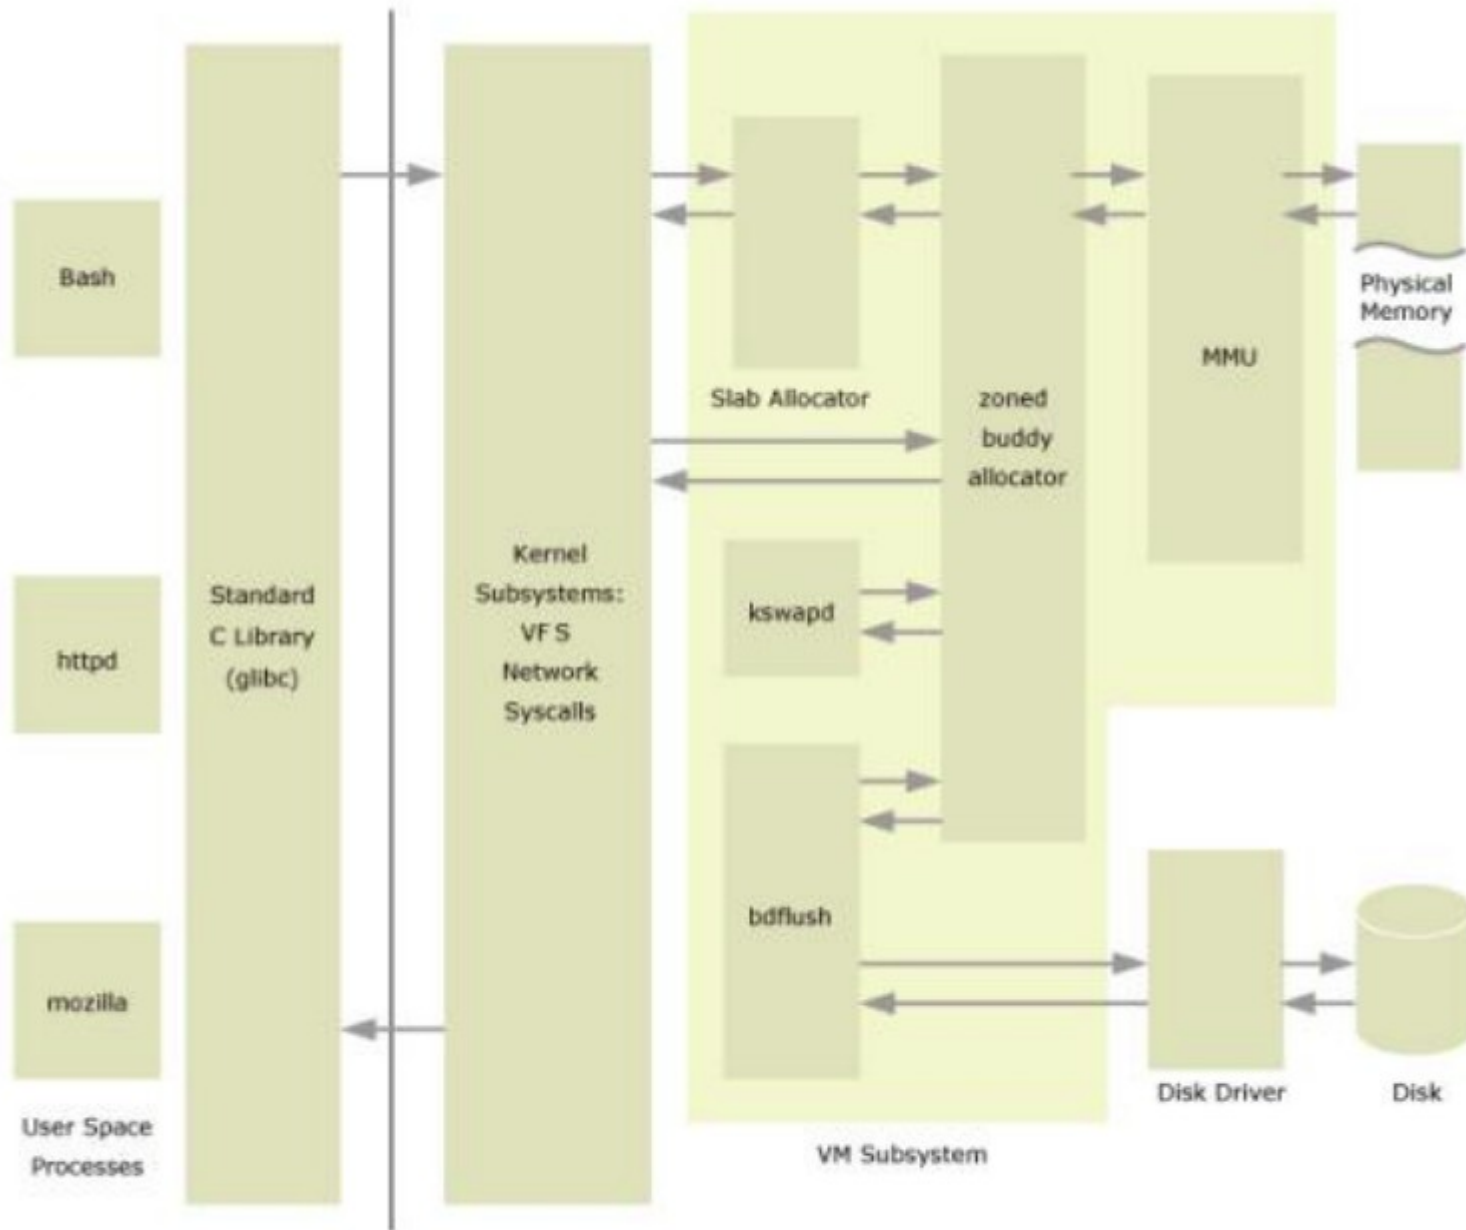 Bash
httpd
mozilla
User Space
Processes
Standard
C Library
(glibc)
Kernel
Subsystems:
VFS
Network
Syscalls
Slab Allocator
zoned
buddy
allocator
MMU
Physical
Memory
kswapd
bdflush
Disk Driver
Disk
VM Subsystem